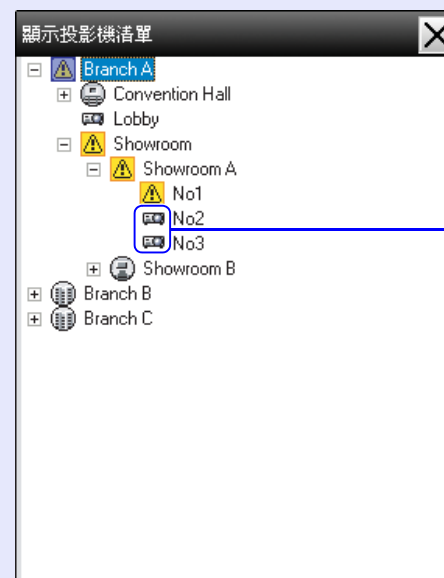 顯示投影機清單
Branch A
Convention Hall
Lobby
Showroom
Showroom A
No1
No2
No3
Showroom B
Branch B
Branch C